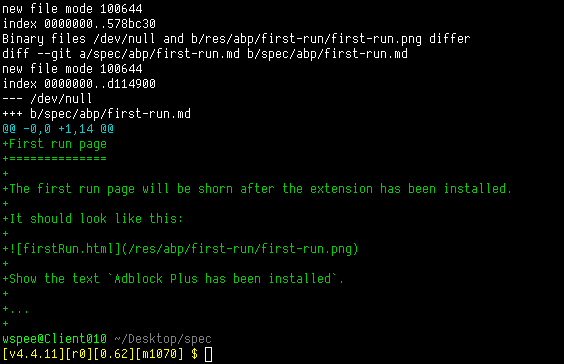 new file mode 100644
index 0000000..578bc30
Binary files /dev/null and b/res/abp/first-run/first-run.png differ
diff --git a/spec/abp/first-run.md b/spec/abp/first-run.md
new file mode 100644
index 0000000..d114900
--- /dev/null
+++ b/spec/abp/first-run.md
@@ -0,0 +1,14 @@
+First run page
+==============
+
+The first run page will be shorn after the extension has been installed.
+
+It should look like this:
+
+![firstRun.html](/res/abp/first-run/first-run.png)
+
+Show the text `Adblock Plus has been installed`.
+
+...
+
wspee@Client010 ~/Desktop/spec
[v4.4.11][r0][0.62][m1070] $